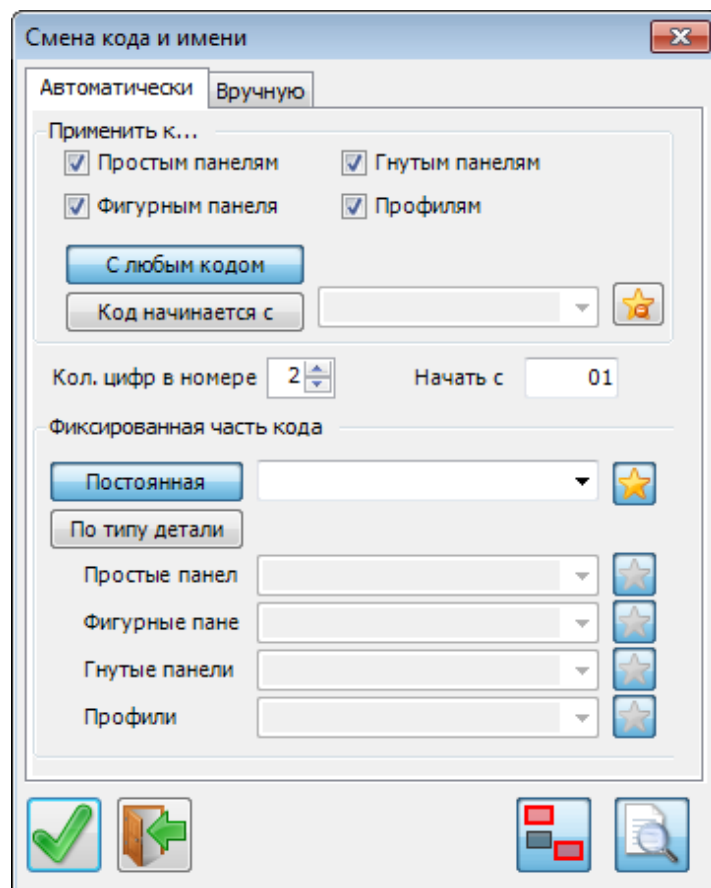 Смена кода и имени
Автоматически Вручную
Применить к...
Простым панелям Гнутым панелям
Фигурным панеля Профилям
С любым кодом
Код начинается с
Кол. цифр в номере 2 Начать с 01
Фиксированная часть кода
Постоянная
По типу детали
Простые панел
Фигурные пане
Гнутые панели
Профили